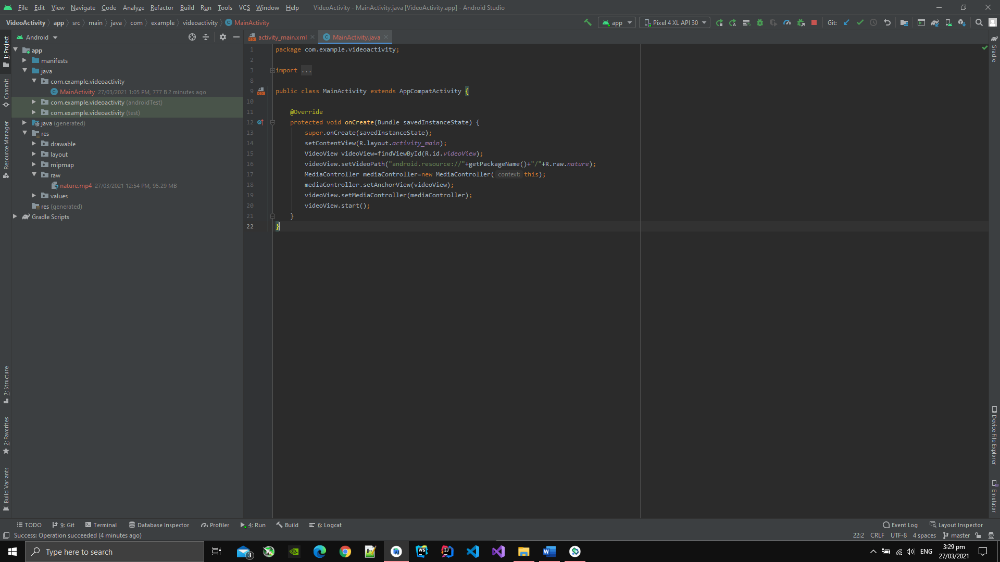 File Edit View Navigate Code Analyze Refactor Build Run Tools VCS Window Help VideoActivity - MainActivity.java [VideoActivity.app] - Android Studio
VideoActivity app src main java com example videoactivity MainActivity app Pixel 4 XL API 30 Git:
Android activity_main.xml MainActivity.java
app
manifests
java
com.example.videoactivity
MainActivity 27/03/2021 1:05 PM, 777 B 2 minutes ago
com.example.videoactivity (androidTest)
com.example.videoactivity (test)
java (generated)
res
drawable
layout
mipmap
raw
nature.mp4 27/03/2021 12:54 PM, 95.29 MB
values
res (generated)
Gradle Scripts
1 package com.example.videoactivity;
2
3 import ...
8
9 public class MainActivity extends AppCompatActivity {
10
11 @Override
12 protected void onCreate(Bundle savedInstanceState) {
13 super.onCreate(savedInstanceState);
14 setContentView(R.layout.activity_main);
15 VideoView videoView=findViewById(R.id.videoView);
16 videoView.setVideoPath("android.resource://"+getPackageName()+"/"+R.raw.nature);
17 MediaController mediaController=new MediaController( context: this);
18 mediaController.setAnchorView(videoView);
19 videoView.setMediaController(mediaController);
20 videoView.start();
21 }
22 }
1: Project
Commit
Resource Manager
7: Structure
2: Favorites
Build Variants
Gradle
Device File Explorer
Emulator
TODO 9: Git Terminal Database Inspector Profiler 4: Run Build 6: Logcat Event Log Layout Inspector
Success: Operation succeeded (4 minutes ago) 22:2 CRLF UTF-8 4 spaces master
Type here to search 3 WS IJ W ENG 3:29 pm
27/03/2021